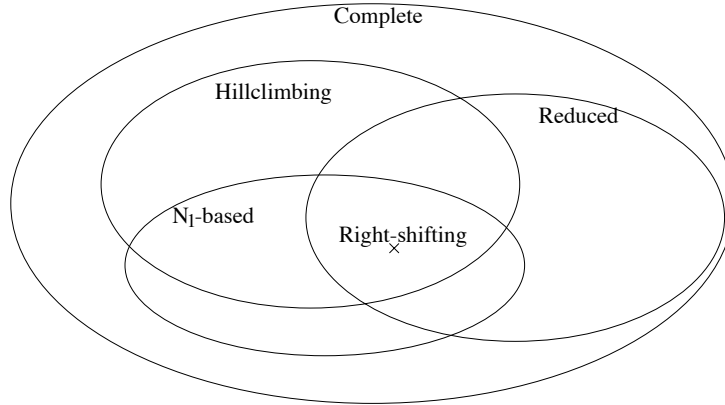 Complete
Hillclimbing
Reduced
N1-based
Right-shifting